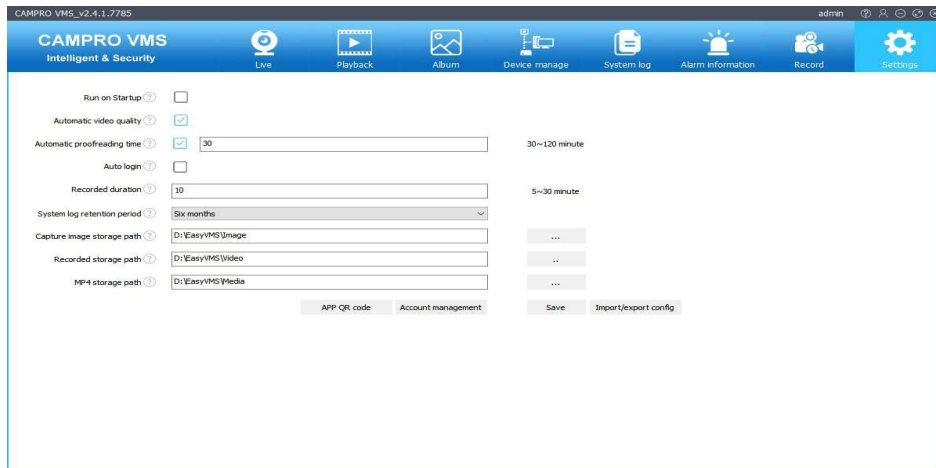 CAMPRO VMS_v2.4.1.7785 admin
CAMPRO VMS
Intelligent & Security
Live Playback Album Device manage System log Alarm information Record Settings
Run on Startup ?
Automatic video quality ?
Automatic proofreading time ? 30 30~120 minute
Auto login ?
Recorded duration ? 10 5~30 minute
System log retention period ? Six months
Capture image storage path ? D:\EasyVMS\Image ...
Recorded storage path ? D:\EasyVMS\Video ..
MP4 storage path ? D:\EasyVMS\Media ...
APP QR code Account management Save Import/export config